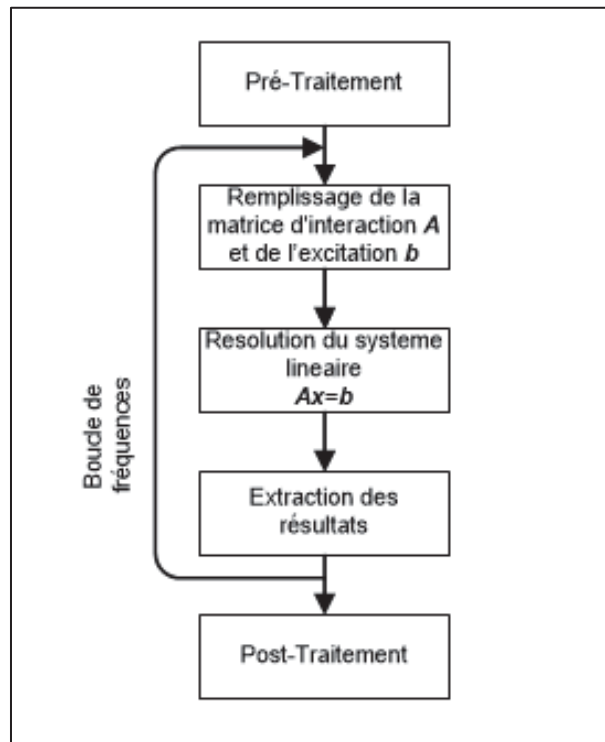 Pré-Traitement
Remplissage de la
matrice d'interaction A
et de l'excitation b
Resolution du systeme
lineaire
Ax=b
Extraction des
résultats
Post-Traitement
Boucle de
fréquences